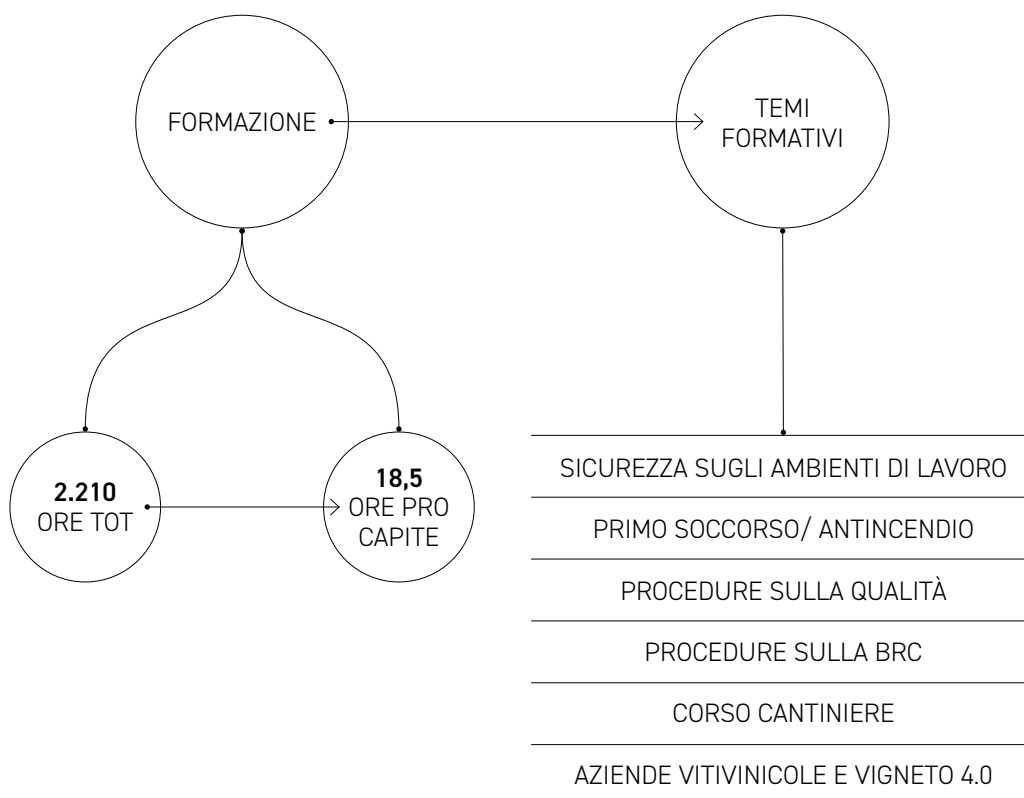 FORMAZIONE
TEMI
FORMATIVI
2.210
ORE TOT
18,5
ORE PRO
CAPITE
SICUREZZA SUGLI AMBIENTI DI LAVORO
PRIMO SOCCORSO/ ANTINCENDIO
PROCEDURE SULLA QUALITÀ
PROCEDURE SULLA BRC
CORSO CANTINIERE
AZIENDE VITIVINICOLE E VIGNETO 4.0